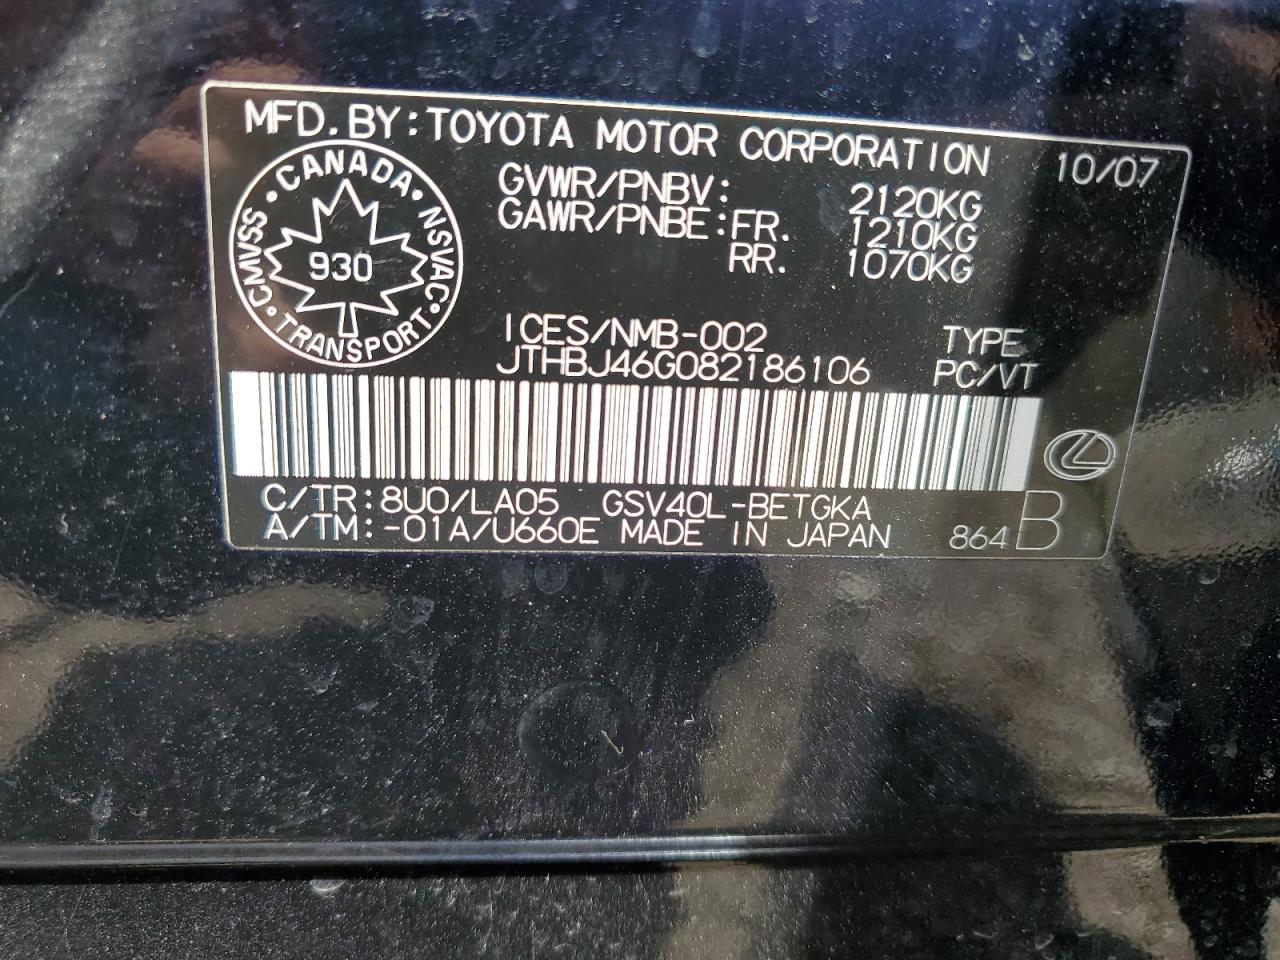 MFD. BY: TOYOTA MOTOR CORPORATION 10/07
CANADA
CMVSS NSVAC
930
TRANSPORT
GVWR/PNBV: 2120KG
GAWR/PNBE: FR. 1210KG
RR. 1070KG
ICES/NMB-002
JTHBJ46G082186106
TYPE
PC/VT
C/TR: 8U0/LA05 GSV40L-BETGKA
A/TM: -01A/U660E MADE IN JAPAN
864 B